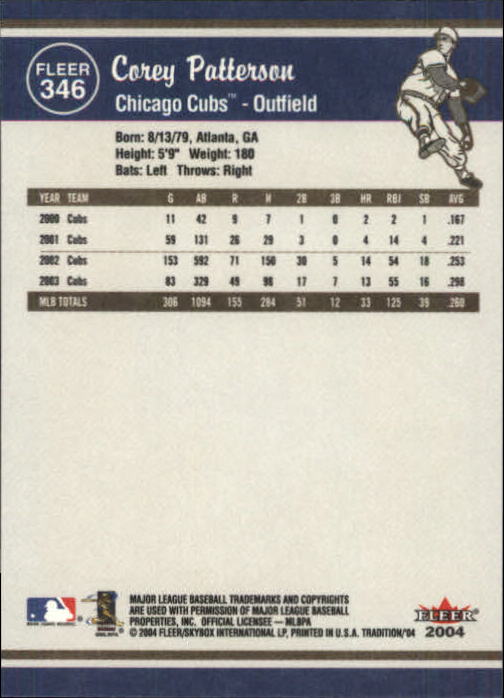 FLEER
346
Corey Patterson
Chicago Cubs™ - Outfield
Born: 8/13/79, Atlanta, GA
Height: 5'9" Weight: 180
Bats: Left Throws: Right
YEAR TEAM G AB R H 2B 3B HR RBI SB AVG
2000 Cubs 11 42 9 7 1 0 2 2 1 .167
2001 Cubs 59 131 26 29 3 0 4 14 4 .221
2002 Cubs 153 592 71 150 30 5 14 54 18 .253
2003 Cubs 83 329 49 98 17 7 13 55 16 .298
MLB TOTALS 306 1094 155 284 51 12 33 125 39 .260
MAJOR LEAGUE BASEBALL TRADEMARKS AND COPYRIGHTS
ARE USED WITH PERMISSION OF MAJOR LEAGUE BASEBALL
PROPERTIES, INC. OFFICIAL LICENSEE — MLBPA
© 2004 FLEER/SKYBOX INTERNATIONAL LP, PRINTED IN U.S.A. TRADITION/'04
FLEER
2004